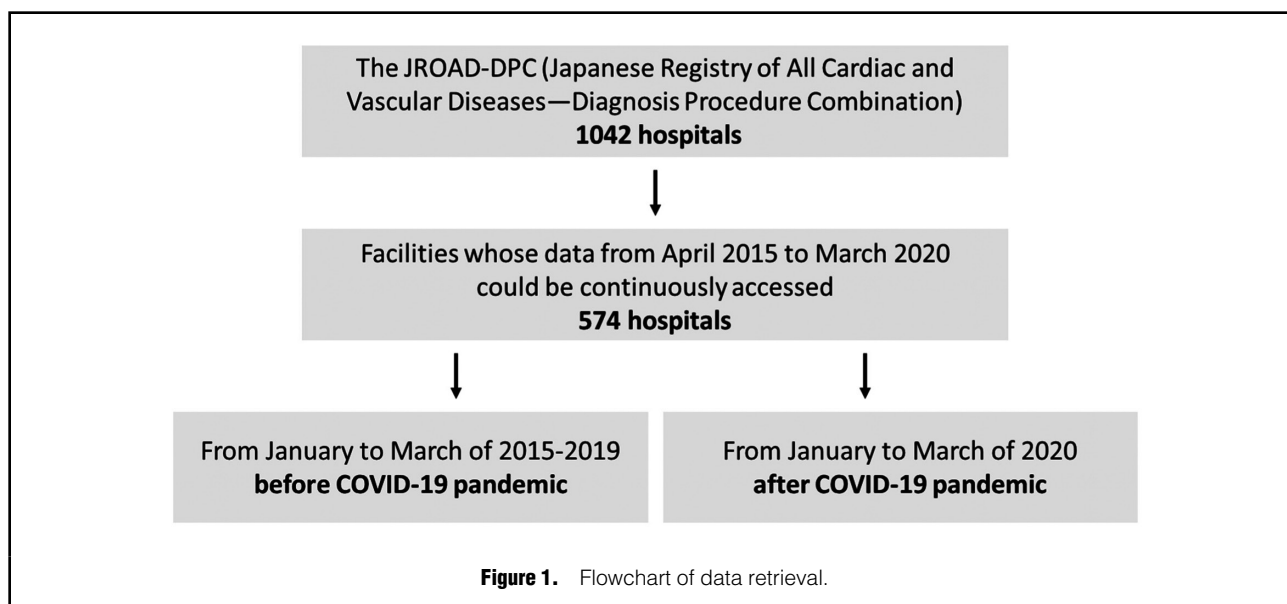 The JROAD-DPC (Japanese Registry of All Cardiac and
Vascular Diseases—Diagnosis Procedure Combination)
1042 hospitals
Facilities whose data from April 2015 to March 2020
could be continuously accessed
574 hospitals
From January to March of 2015-2019
before COVID-19 pandemic
From January to March of 2020
after COVID-19 pandemic
Figure 1. Flowchart of data retrieval.